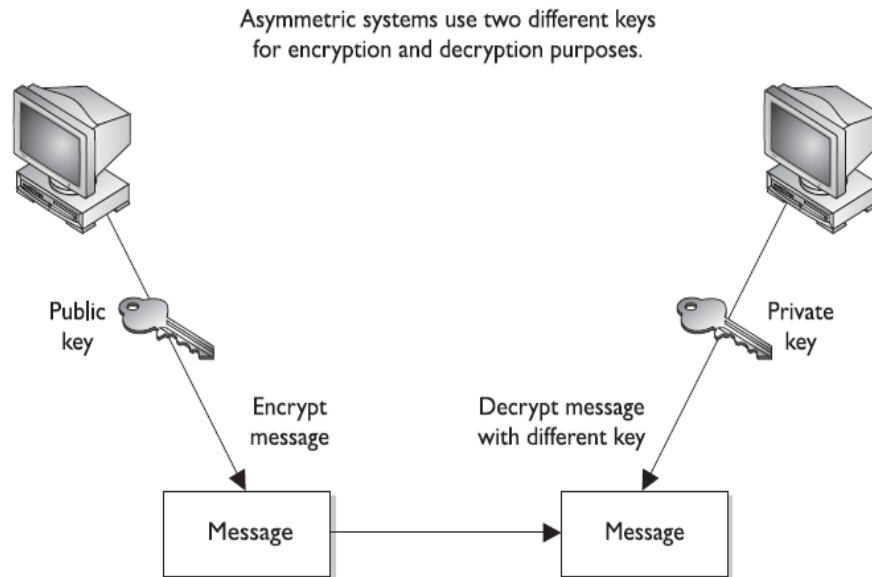 Asymmetric systems use two different keys
for encryption and decryption purposes.
Public
key
Private
key
Encrypt
message
Decrypt message
with different key
Message
Message